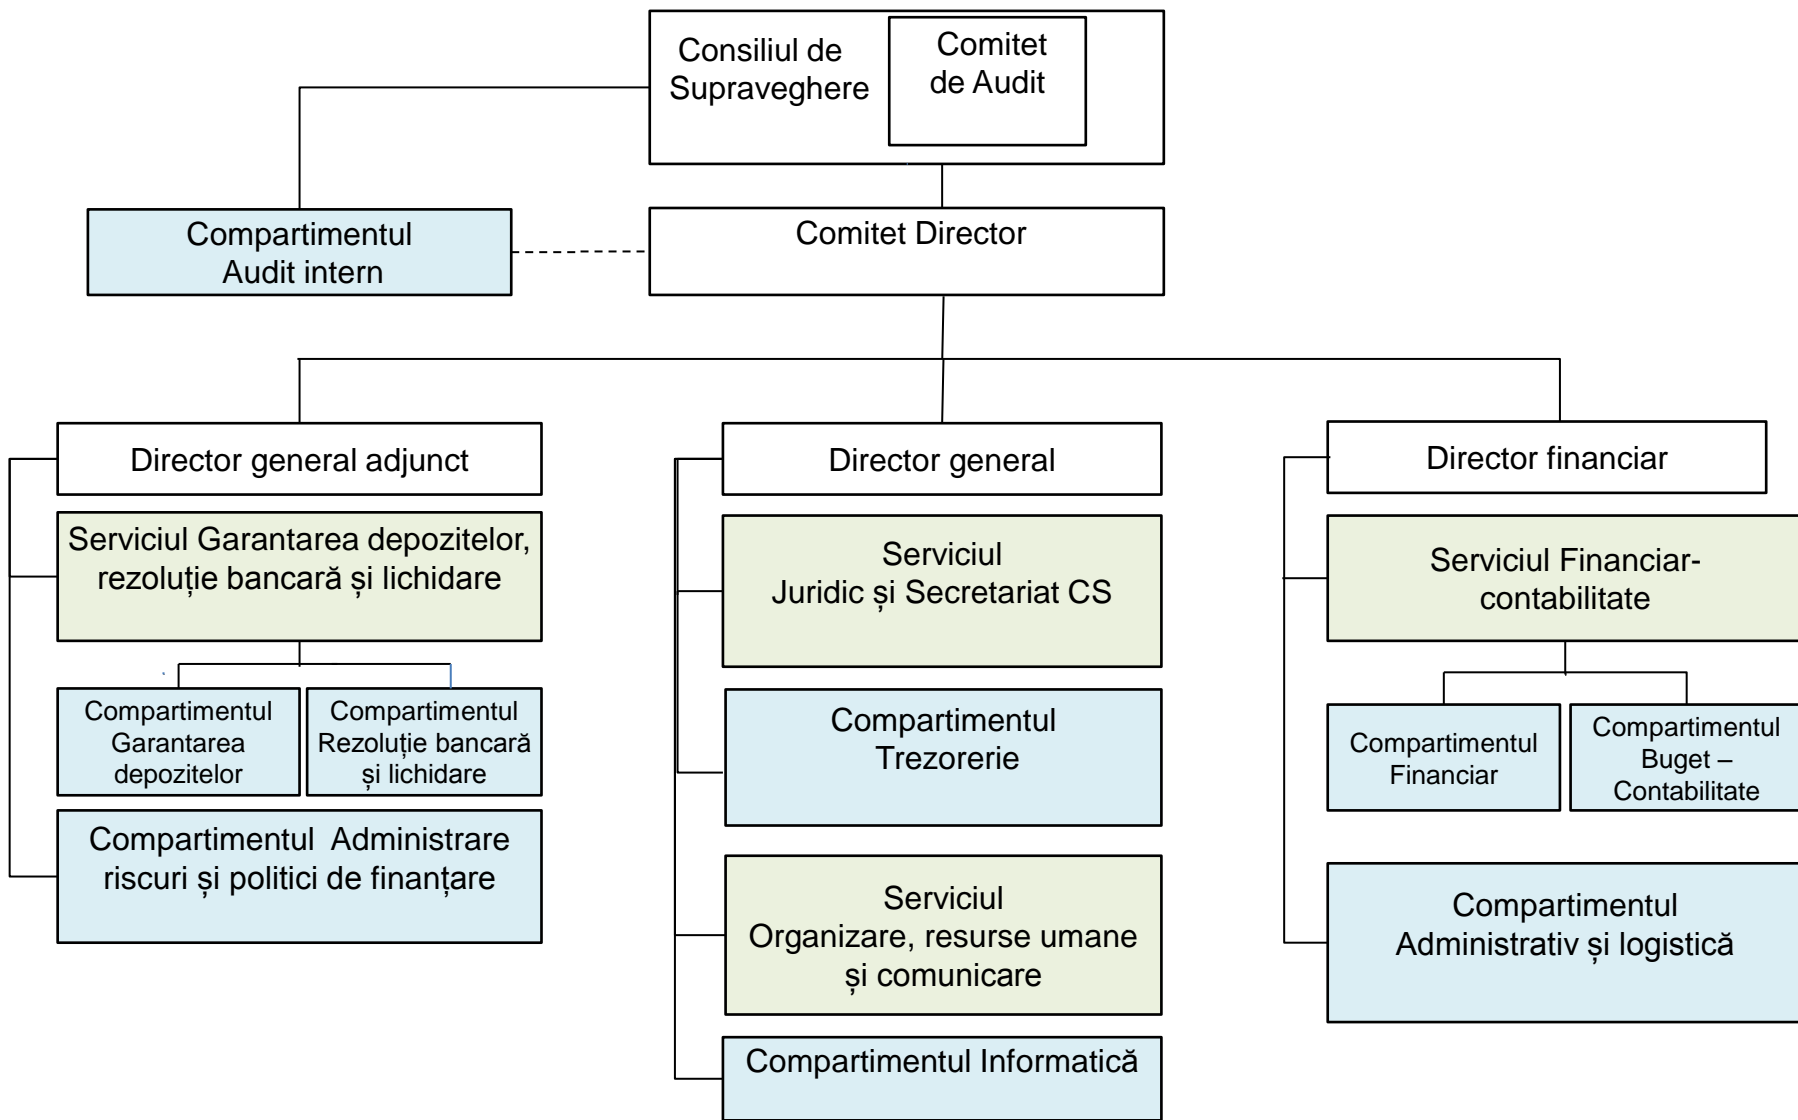 Consiliul de
Supraveghere
Comitet
de Audit
Compartimentul
Audit intern
Comitet Director
Director general adjunct
Serviciul Garantarea depozitelor,
rezoluție bancară și lichidare
Compartimentul
Garantarea
depozitelor
Compartimentul
Rezoluție bancară
și lichidare
Compartimentul  Administrare
riscuri și politici de finanțare
Director general
Serviciul
Juridic și Secretariat CS
Compartimentul
Trezorerie
Serviciul
Organizare, resurse umane
și comunicare
Compartimentul Informatică
Director financiar
Serviciul Financiar-
contabilitate
Compartimentul
Financiar
Compartimentul
Buget –
Contabilitate
Compartimentul
Administrativ și logistică